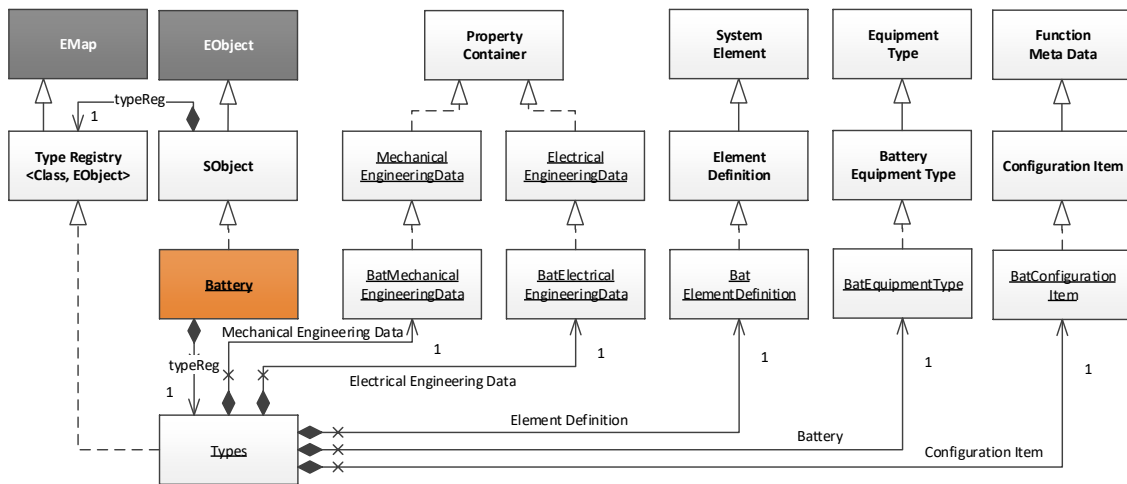 EMap
EObject
Property
Container
System
Element
Equipment
Type
Function
Meta Data
typeReg
1
Type Registry
<Class, EObject>
SObject
Mechanical
EngineeringData
Electrical
EngineeringData
Element
Definition
Battery
Equipment Type
Configuration Item
Battery
BatMechanical
EngineeringData
BatElectrical
EngineeringData
Bat
ElementDefinition
BatEquipmentType
BatConfiguration
Item
Mechanical Engineering Data
1
1
1
1
1
typeReg
1
Electrical Engineering Data
Element Definition
Battery
Configuration Item
Types